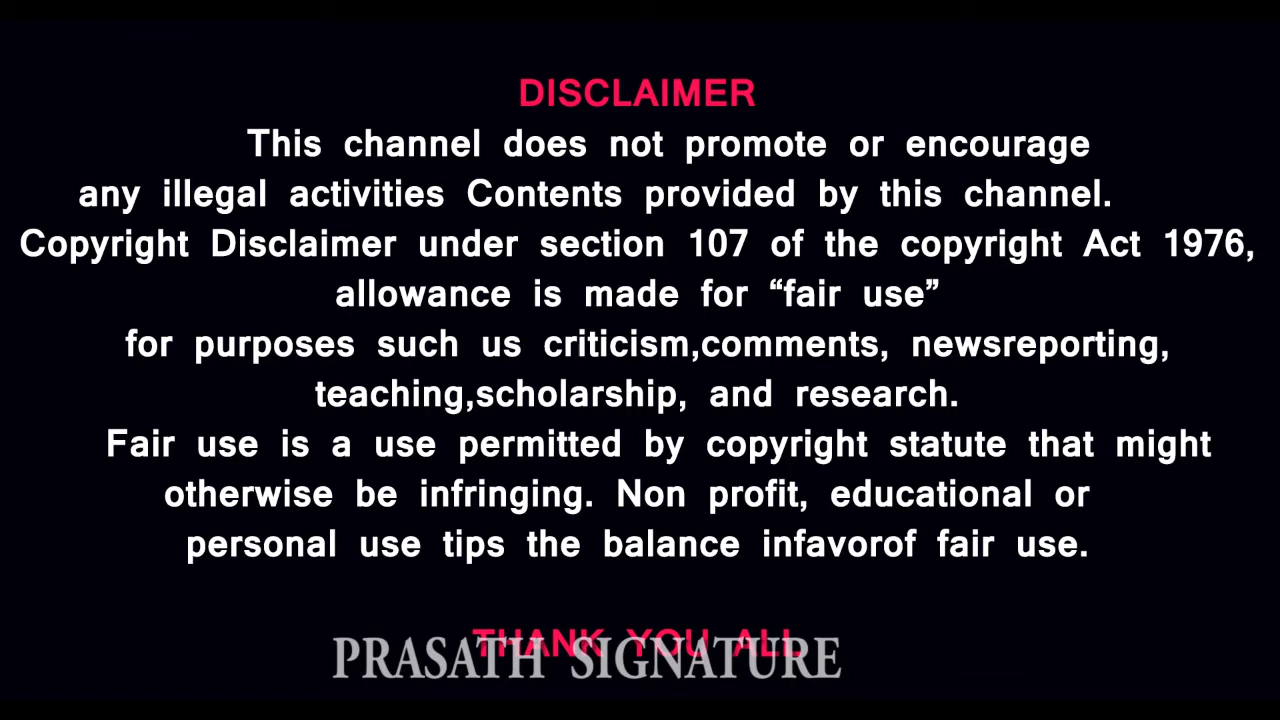 DISCLAIMER
This channel does not promote or encourage
any illegal activities Contents provided by this channel.
Copyright Disclaimer under section 107 of the copyright Act 1976,
allowance is made for “fair use”
for purposes such us criticism,comments, newsreporting,
teaching,scholarship, and research.
Fair use is a use permitted by copyright statute that might
otherwise be infringing. Non profit, educational or
personal use tips the balance infavorof fair use.
THANK YOU ALL
PRASATH SIGNATURE